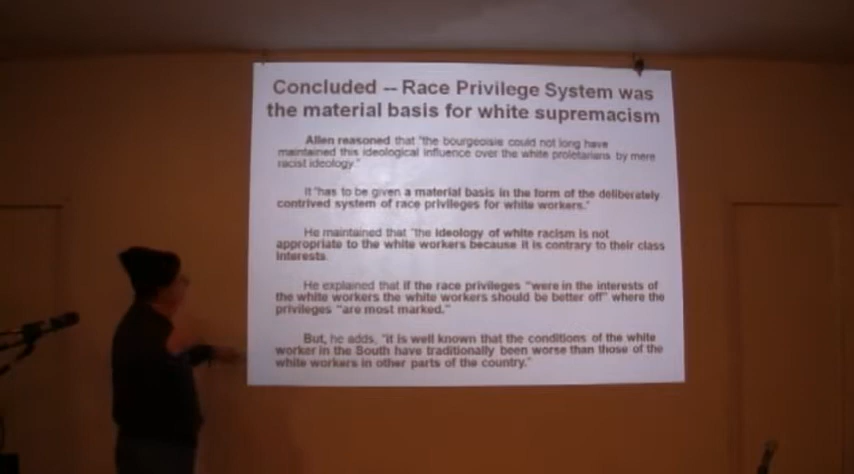 Concluded -- Race Privilege System was
the material basis for white supremacism
Allen reasoned that "the bourgeoisie could not long have
maintained this ideological influence over the white proletarians by mere
racist ideology."
It "has to be given a material basis in the form of the deliberately
contrived system of race privileges for white workers."
He maintained that "the ideology of white racism is not
appropriate to the white workers because it is contrary to their class
interests.
He explained that if the race privileges "were in the interests of
the white workers the white workers should be better off" where the
privileges "are most marked."
But, he adds, "it is well known that the conditions of the white
worker in the South have traditionally been worse than those of the
white workers in other parts of the country."